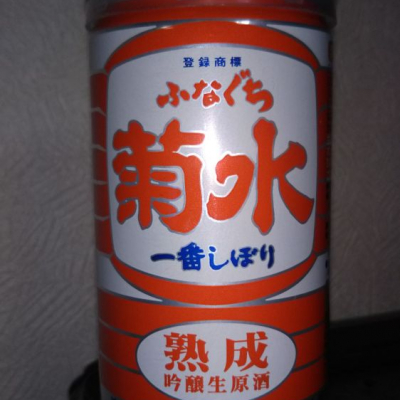 登録商標
ふなぐち
菊水
一番しぼり
熟成
吟醸生原酒